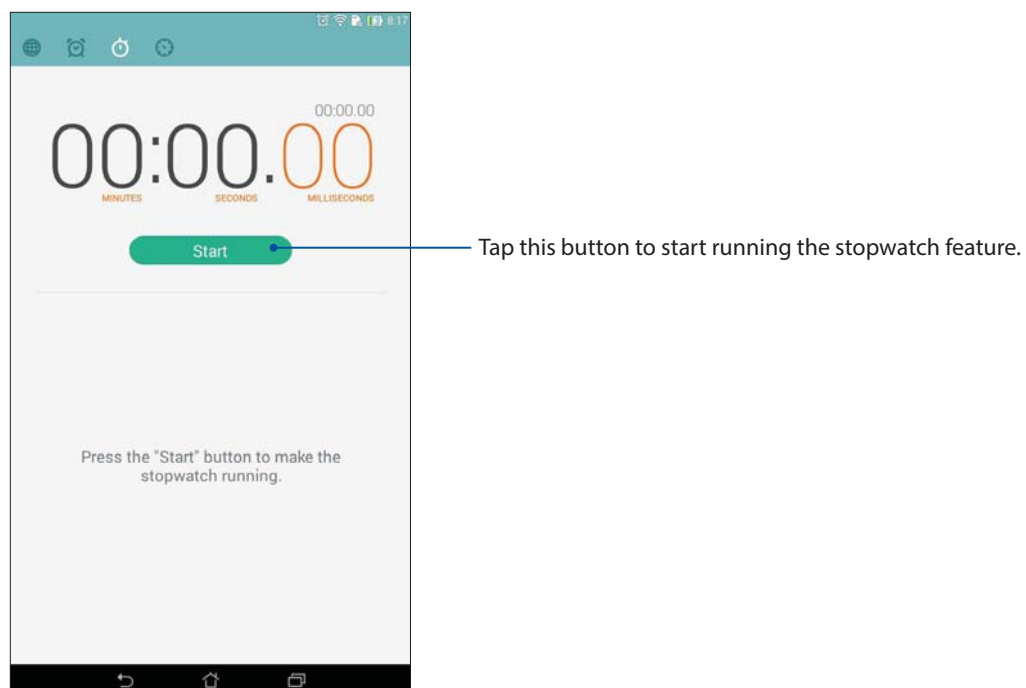 8:17
00:00.00
00:00.00
MINUTES SECONDS MILLISECONDS
Start
Tap this button to start running the stopwatch feature.
Press the "Start" button to make the
stopwatch running.